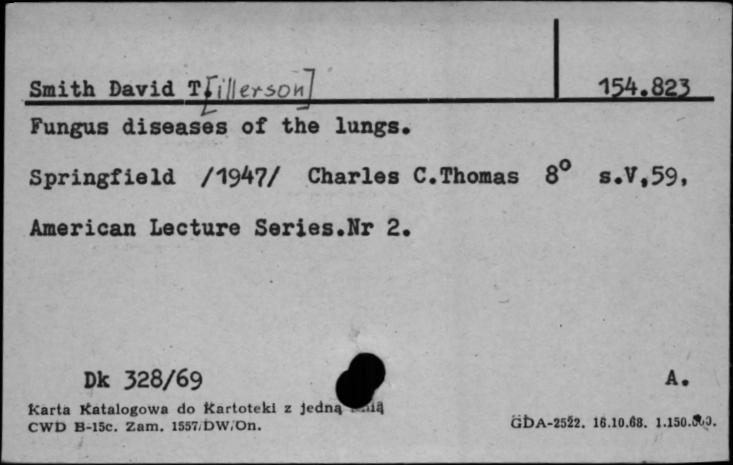 Smith David T.[illerson] 154.823
Fungus diseases of the lungs.
Springfield /1947/ Charles C.Thomas 8° s.V,59,
American Lecture Series.Nr 2.
Dk 328/69 A.
Karta Katalogowa do Kartoteki z jedną
CWD B-15c. Zam. 1557/DW/On. GDA-2522. 16.10.68.